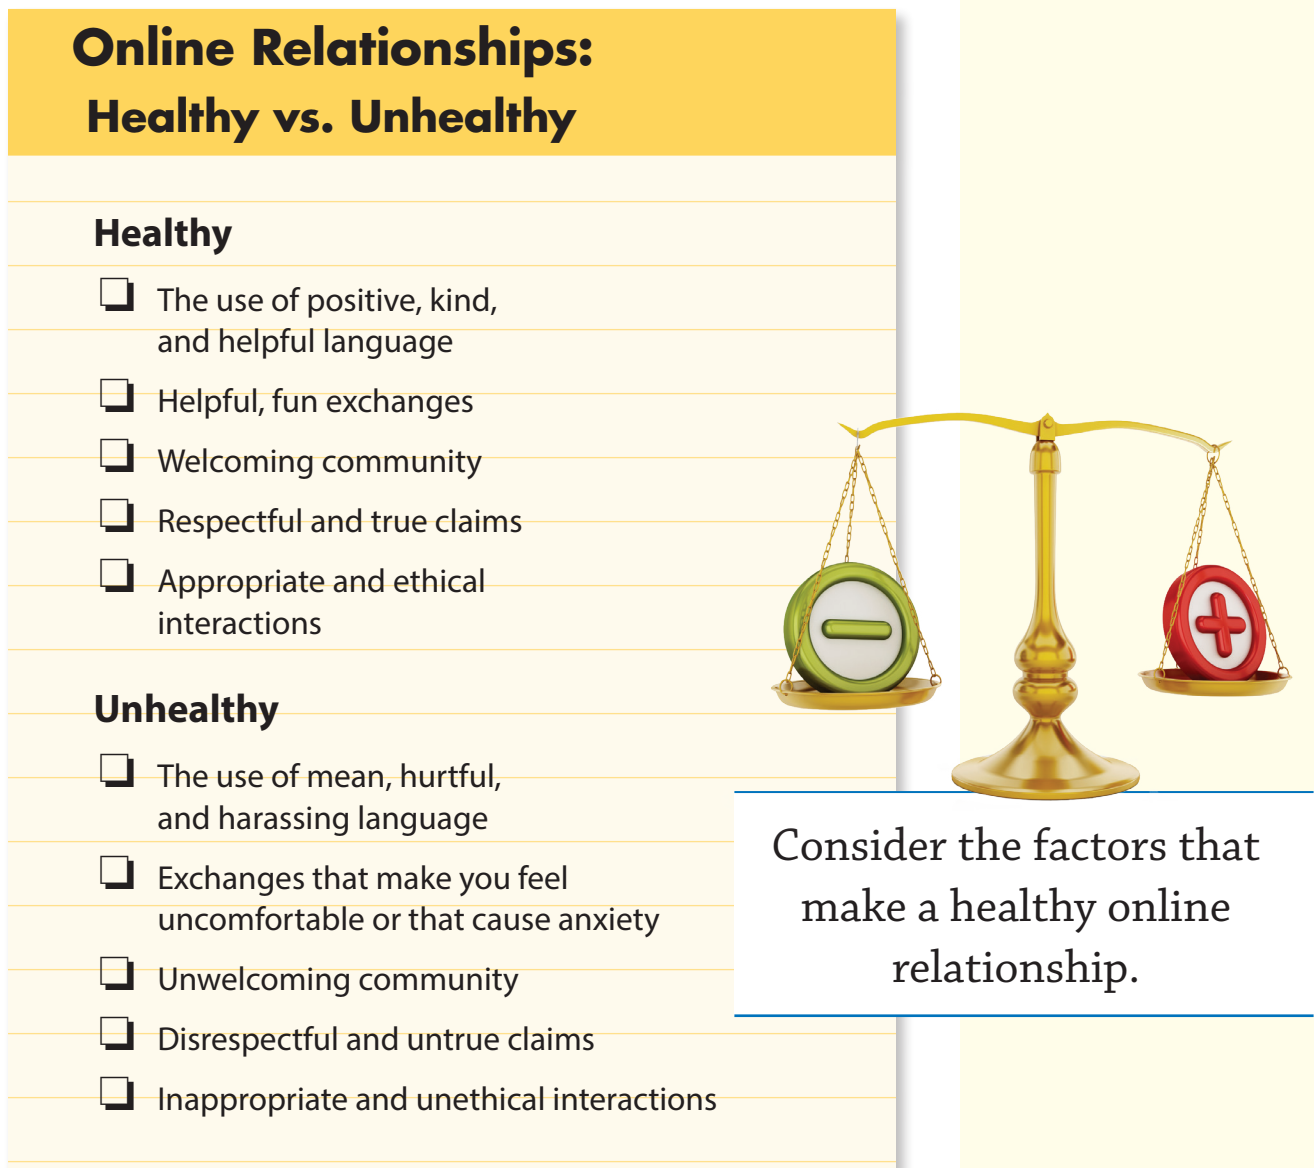 Online Relationships:
Healthy vs. Unhealthy
Healthy
❏ The use of positive, kind,
and helpful language
❏ Helpful, fun exchanges
❏ Welcoming community
❏ Respectful and true claims
❏ Appropriate and ethical
interactions
Unhealthy
❏ The use of mean, hurtful,
and harassing language
❏ Exchanges that make you feel
uncomfortable or that cause anxiety
❏ Unwelcoming community
❏ Disrespectful and untrue claims
❏ Inappropriate and unethical interactions
Consider the factors that
make a healthy online
relationship.